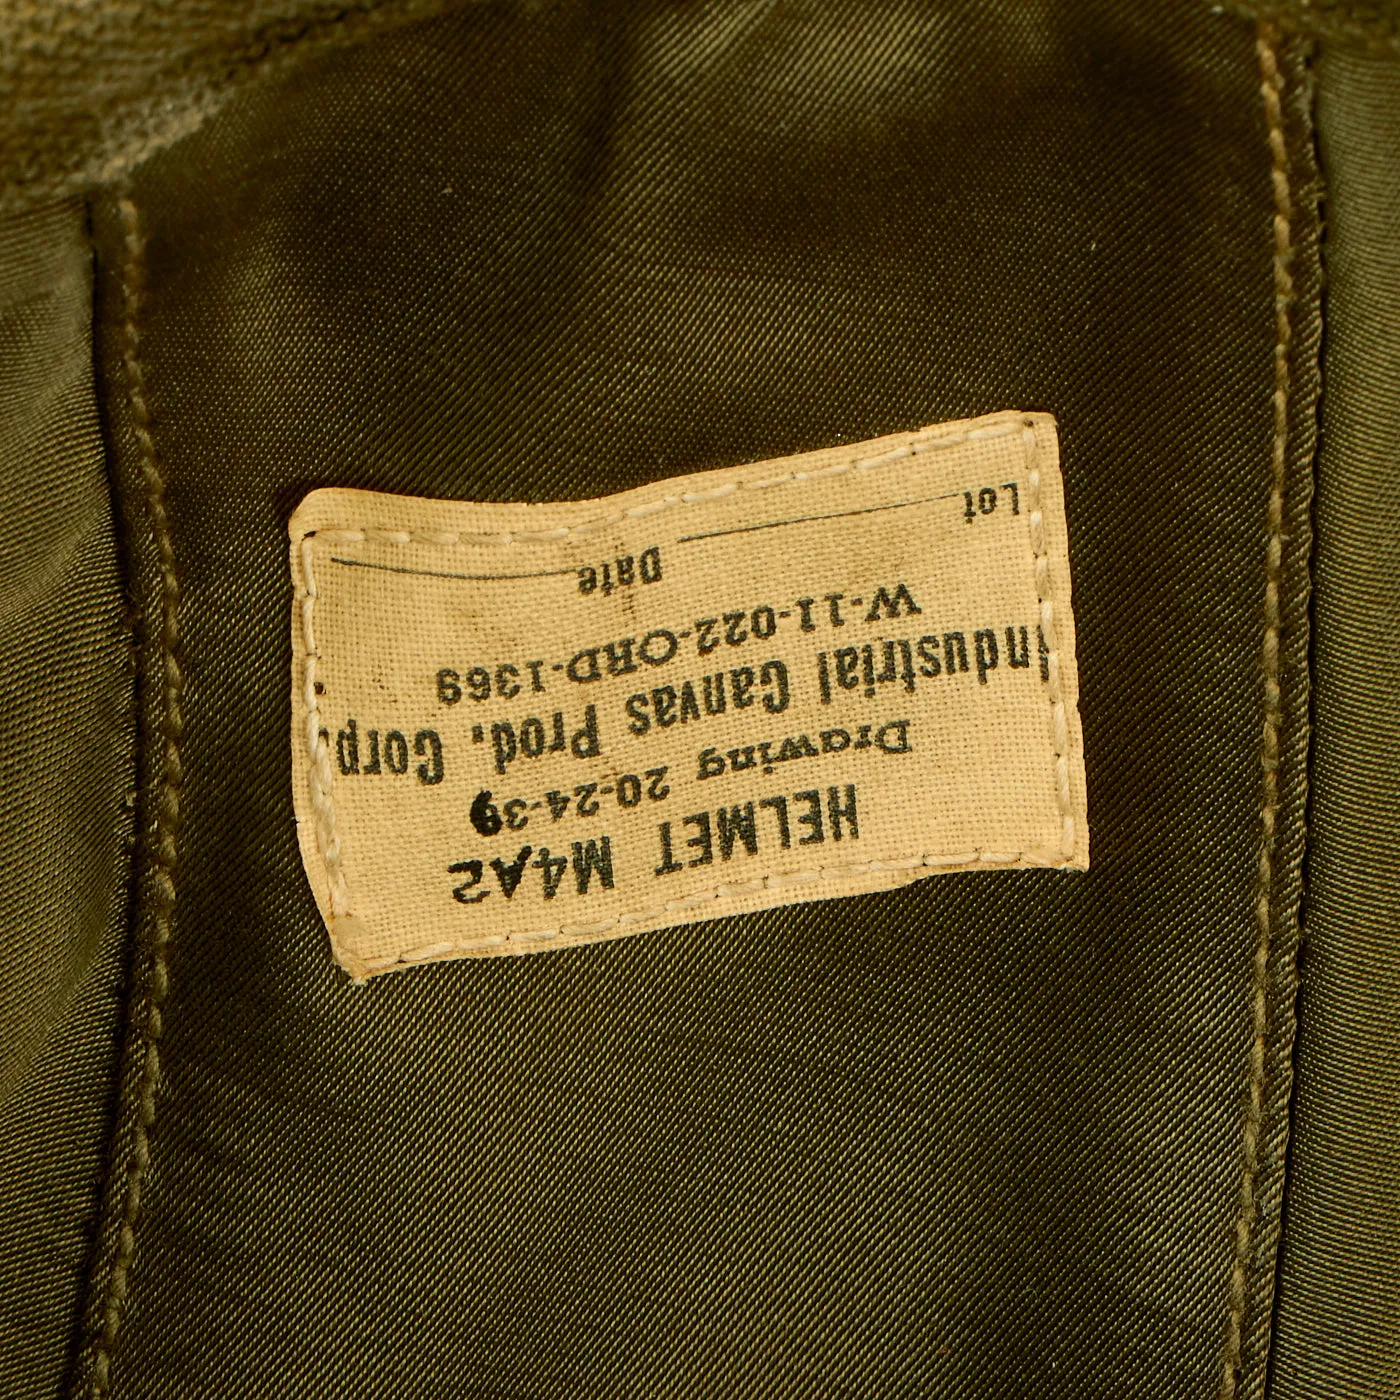 HELMET M4A2
Drawing 20-24-39
Industrial Canvas Prod. Corp.
W-11-022-ORD-1369
Lot Date